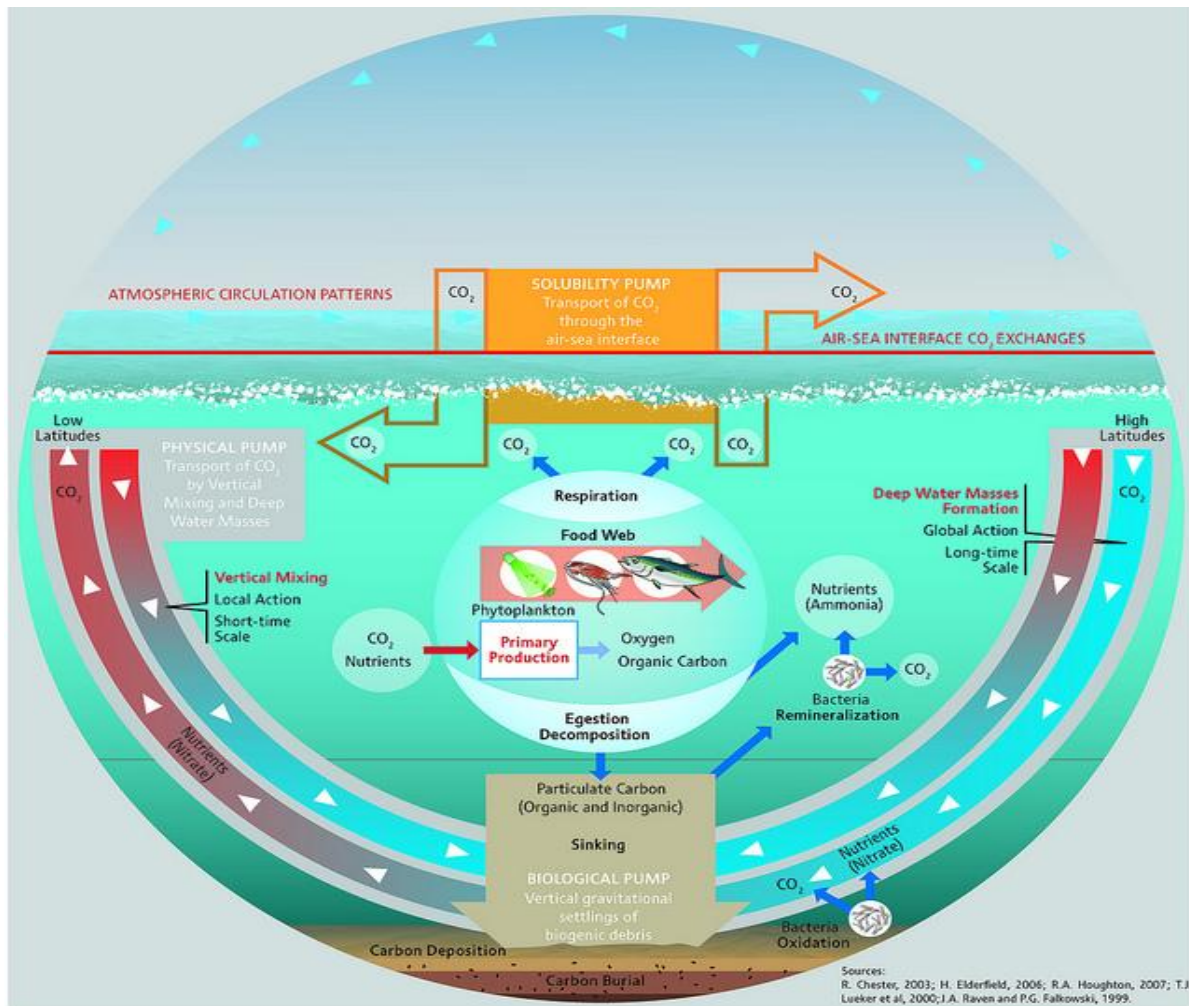 ATMOSPHERIC CIRCULATION PATTERNS
CO2
SOLUBILITY PUMP
Transport of CO2
through the
air-sea interface
CO2
AIR-SEA INTERFACE CO2 EXCHANGES
Low
Latitudes
PHYSICAL PUMP
Transport of CO2
by Vertical
Mixing and Deep
Water Masses
CO2
CO2
CO2
CO2
CO2
High
Latitudes
CO2
Respiration
Food Web
Phytoplankton
CO2
Nutrients
Primary
Production
Oxygen
Organic Carbon
Egestion
Decomposition
Vertical Mixing
Local Action
Short-time
Scale
Deep Water Masses
Formation
Global Action
Long-time
Scale
Nutrients
(Ammonia)
CO2
Bacteria
Remineralization
Nutrients
(Nitrate)
Particulate Carbon
(Organic and Inorganic)
Sinking
BIOLOGICAL PUMP
Vertical gravitational
settlings of
biogenic debris
Nutrients
(Nitrate)
CO2
Bacteria
Oxidation
Carbon Deposition
Carbon Burial
Sources:
R. Chester, 2003; H. Elderfield, 2006; R.A. Houghton, 2007; T.J
Lueker et al, 2000; J.A. Raven and P.G. Falkowski, 1999.